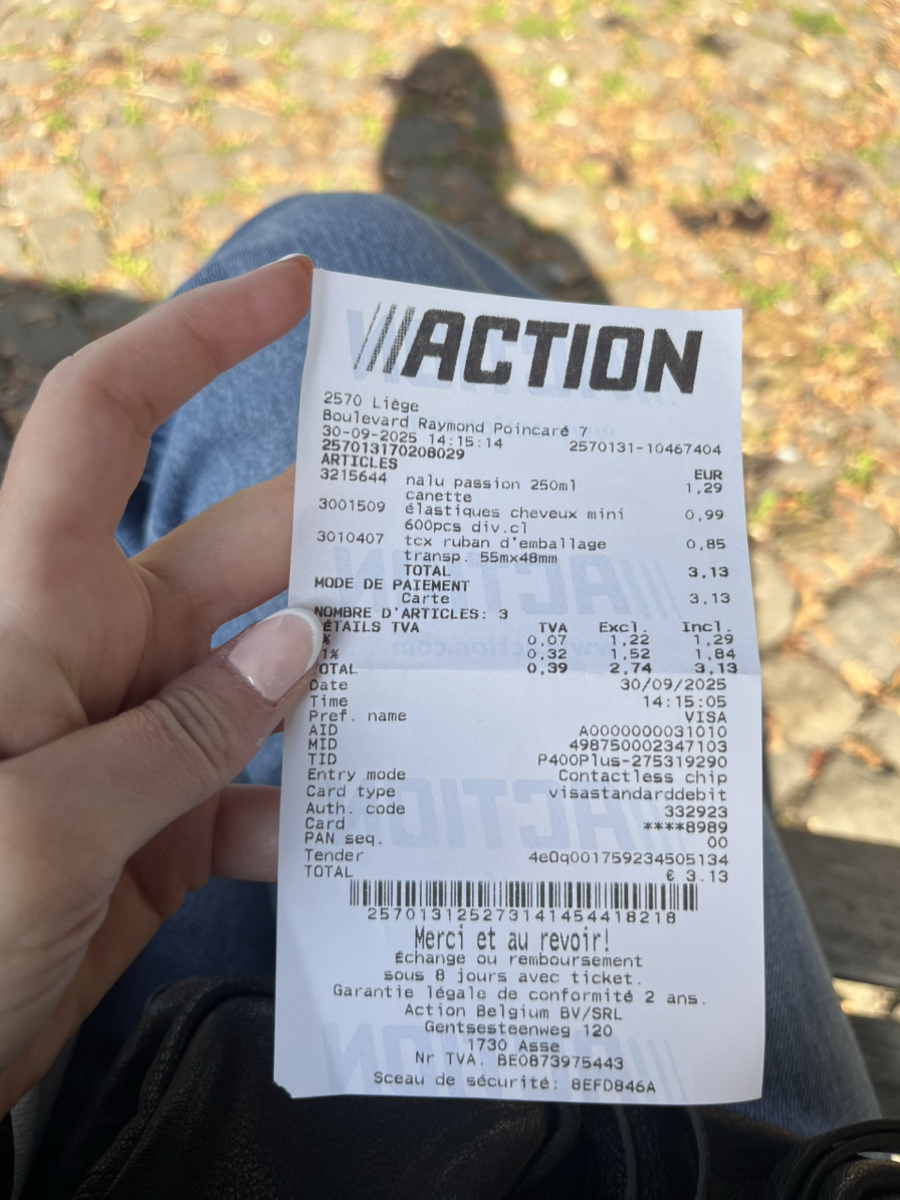 ACTION
2570 Liège
Boulevard Raymond Poincaré 7
30-09-2025 14:15:14 2570131-10467404
257013170208029
ARTICLES EUR
3215644 nalu passion 250ml 1,29
canette
3001509 élastiques cheveux mini 0,99
600pcs div.cl
3010407 tcx ruban d'emballage 0,85
transp. 55mx48mm
TOTAL 3,13
MODE DE PAIEMENT
Carte 3,13
NOMBRE D'ARTICLES: 3
ÉTAILS TVA TVA Excl. Incl.
% 0,07 1,22 1,29
1% 0,32 1,52 1,84
OTAL 0,39 2,74 3,13
Date 30/09/2025
Time 14:15:05
Pref. name VISA
AID A0000000031010
MID 498750002347103
TID P400Plus-275319290
Entry mode Contactless chip
Card type visastandarddebit
Auth. code 332923
Card ****8989
PAN seq. 00
Tender 4e0q001759234505134
TOTAL € 3.13
257013125273141454418218
Merci et au revoir!
Échange ou remboursement
sous 8 jours avec ticket.
Garantie légale de conformité 2 ans.
Action Belgium BV/SRL
Gentsesteenweg 120
1730 Asse
Nr TVA. BE0873975443
Sceau de sécurité: 8EFD846A